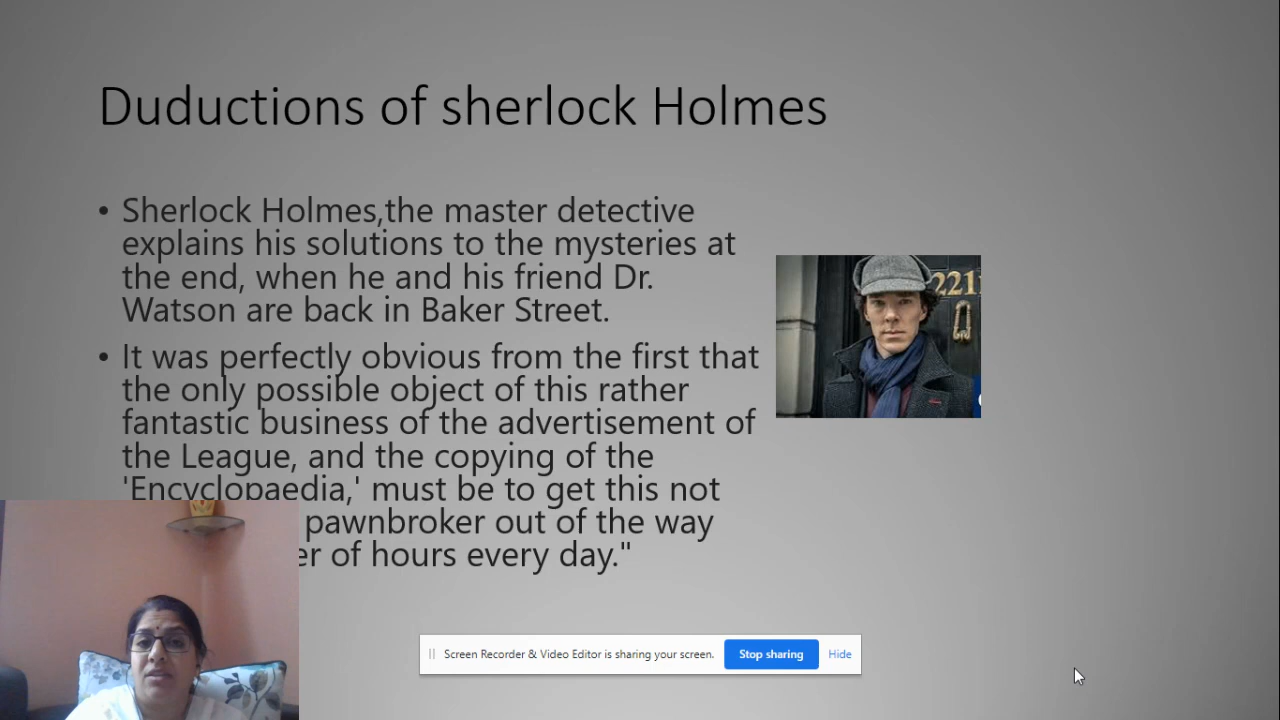 Duductions of sherlock Holmes
• Sherlock Holmes,the master detective
explains his solutions to the mysteries at
the end, when he and his friend Dr.
Watson are back in Baker Street.
• It was perfectly obvious from the first that
the only possible object of this rather
fantastic business of the advertisement of
the League, and the copying of the
'Encyclopaedia,' must be to get this not
pawnbroker out of the way
er of hours every day."
221
Screen Recorder & Video Editor is sharing your screen.
Stop sharing
Hide